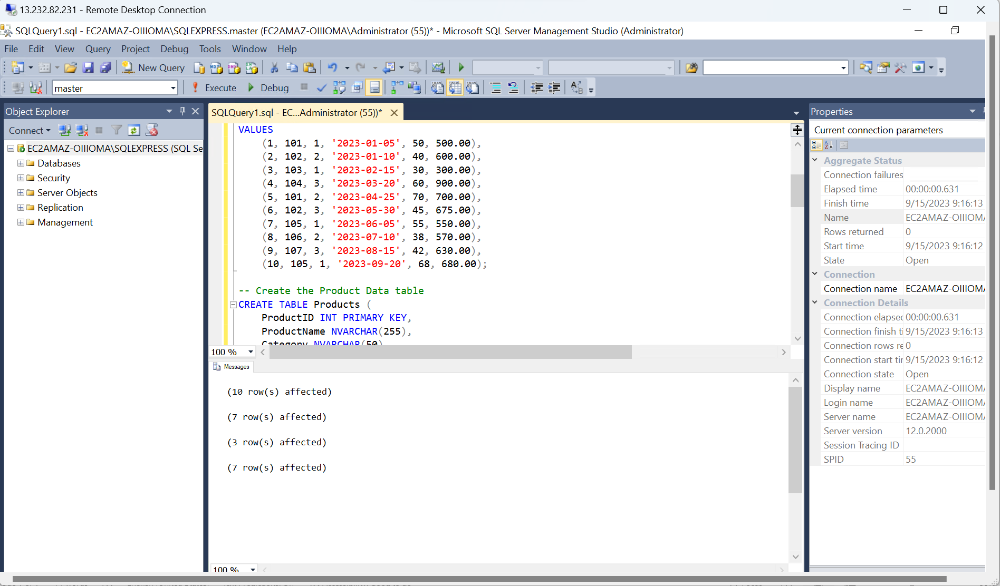 13.232.82.231 - Remote Desktop Connection
SQLQuery1.sql - EC2AMAZ-OIIIOMA\SQLEXPRESS.master (EC2AMAZ-OIIIOMA\Administrator (55))* - Microsoft SQL Server Management Studio (Administrator)
File Edit View Query Project Debug Tools Window Help
New Query
master Execute Debug
Object Explorer
Connect
EC2AMAZ-OIIIOMA\SQLEXPRESS (SQL Se
Databases
Security
Server Objects
Replication
Management
SQLQuery1.sql - EC...Administrator (55))*
VALUES
(1, 101, 1, '2023-01-05', 50, 500.00),
(2, 102, 2, '2023-01-10', 40, 600.00),
(3, 103, 1, '2023-02-15', 30, 300.00),
(4, 104, 3, '2023-03-20', 60, 900.00),
(5, 101, 2, '2023-04-25', 70, 700.00),
(6, 102, 3, '2023-05-30', 45, 675.00),
(7, 105, 1, '2023-06-05', 55, 550.00),
(8, 106, 2, '2023-07-10', 38, 570.00),
(9, 107, 3, '2023-08-15', 42, 630.00),
(10, 105, 1, '2023-09-20', 68, 680.00);
-- Create the Product Data table
CREATE TABLE Products (
ProductID INT PRIMARY KEY,
ProductName NVARCHAR(255),
Category NVARCHAR(50)
100 %
Messages
(10 row(s) affected)
(7 row(s) affected)
(3 row(s) affected)
(7 row(s) affected)
100 %
Properties
Current connection parameters
Aggregate Status
Connection failures
Elapsed time 00:00:00.631
Finish time 9/15/2023 9:16:13
Name EC2AMAZ-OIIIOMA
Rows returned 0
Start time 9/15/2023 9:16:12
State Open
Connection
Connection name EC2AMAZ-OIIIOMA
Connection Details
Connection elapsed 00:00:00.631
Connection finish ti 9/15/2023 9:16:13
Connection rows re 0
Connection start tir 9/15/2023 9:16:12
Connection state Open
Display name EC2AMAZ-OIIIOMA
Login name EC2AMAZ-OIIIOMA
Server name EC2AMAZ-OIIIOMA
Server version 12.0.2000
Session Tracing ID
SPID 55